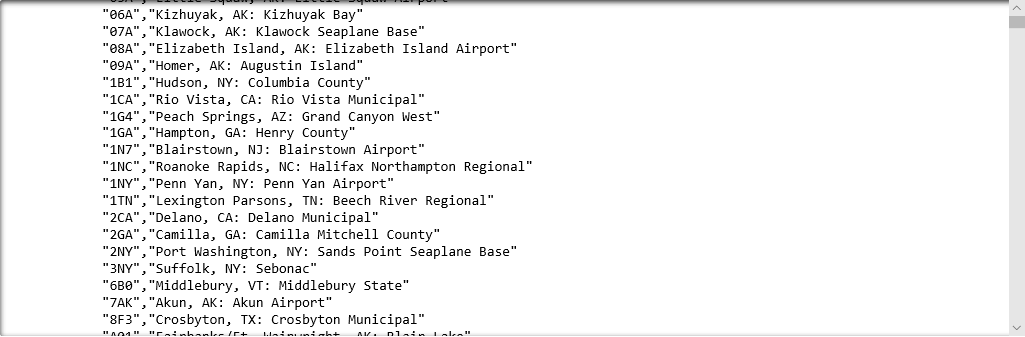 "06A","Kizhuyak, AK: Kizhuyak Bay"
"07A","Klawock, AK: Klawock Seaplane Base"
"08A","Elizabeth Island, AK: Elizabeth Island Airport"
"09A","Homer, AK: Augustin Island"
"1B1","Hudson, NY: Columbia County"
"1CA","Rio Vista, CA: Rio Vista Municipal"
"1G4","Peach Springs, AZ: Grand Canyon West"
"1GA","Hampton, GA: Henry County"
"1N7","Blairstown, NJ: Blairstown Airport"
"1NC","Roanoke Rapids, NC: Halifax Northampton Regional"
"1NY","Penn Yan, NY: Penn Yan Airport"
"1TN","Lexington Parsons, TN: Beech River Regional"
"2CA","Delano, CA: Delano Municipal"
"2GA","Camilla, GA: Camilla Mitchell County"
"2NY","Port Washington, NY: Sands Point Seaplane Base"
"3NY","Suffolk, NY: Sebonac"
"6B0","Middlebury, VT: Middlebury State"
"7AK","Akun, AK: Akun Airport"
"8F3","Crosbyton, TX: Crosbyton Municipal"